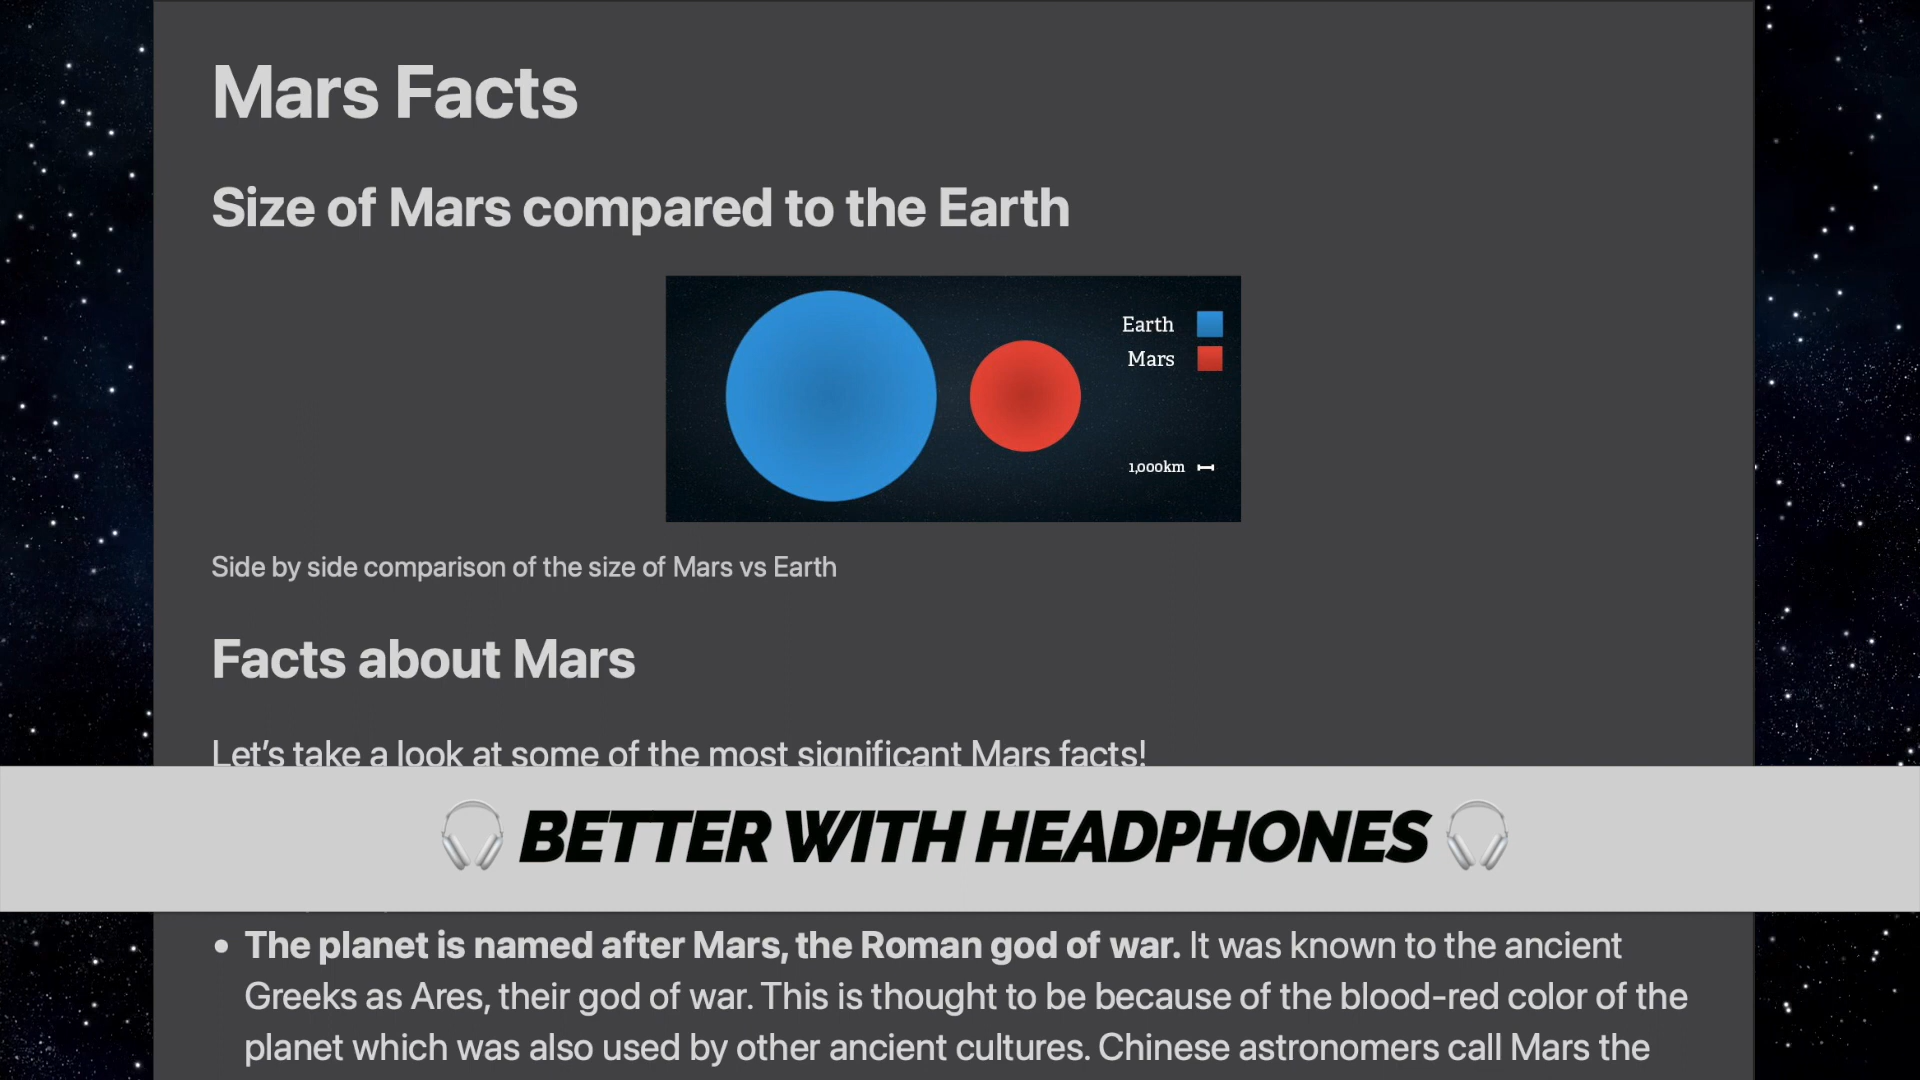 Mars Facts
Size of Mars compared to the Earth
Earth
Mars
1,000km
Side by side comparison of the size of Mars vs Earth
Facts about Mars
Let’s take a look at some of the most significant Mars facts!
🎧 BETTER WITH HEADPHONES 🎧
• The planet is named after Mars, the Roman god of war. It was known to the ancient
Greeks as Ares, their god of war. This is thought to be because of the blood-red color of the
planet which was also used by other ancient cultures. Chinese astronomers call Mars the